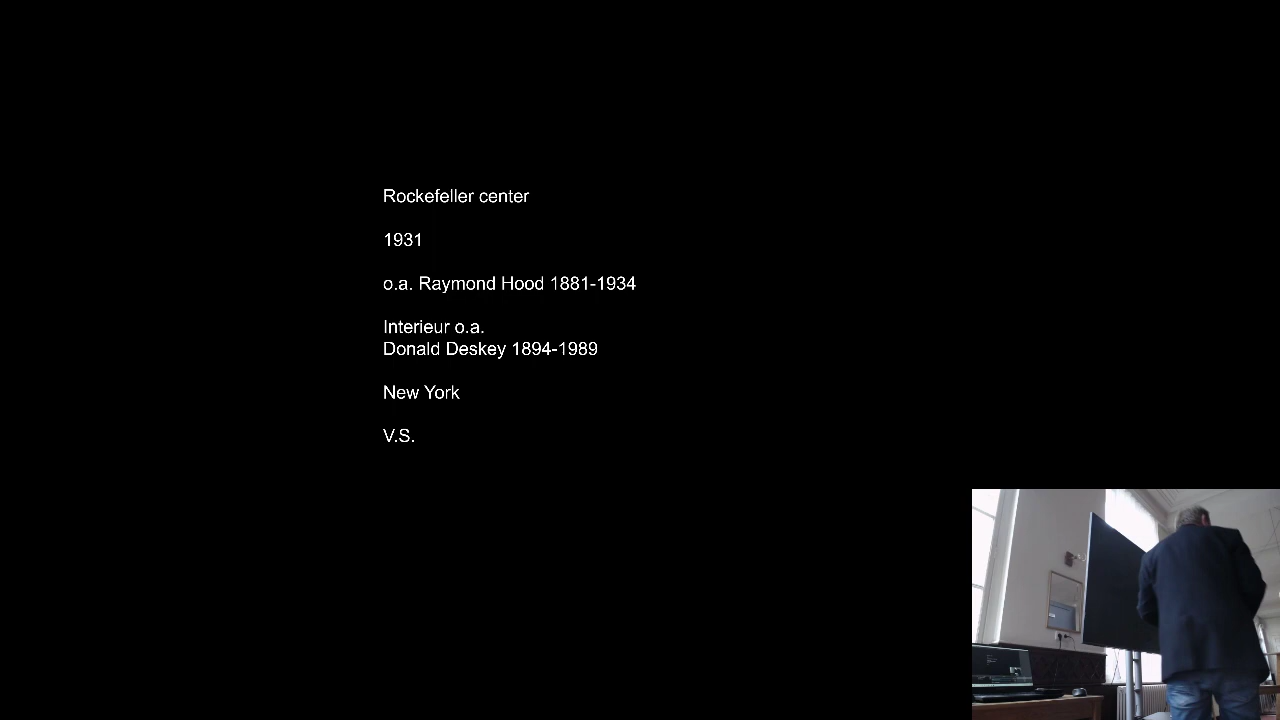 Rockefeller center
1931
o.a. Raymond Hood 1881-1934
Interieur o.a.
Donald Deskey 1894-1989
New York
V.S.